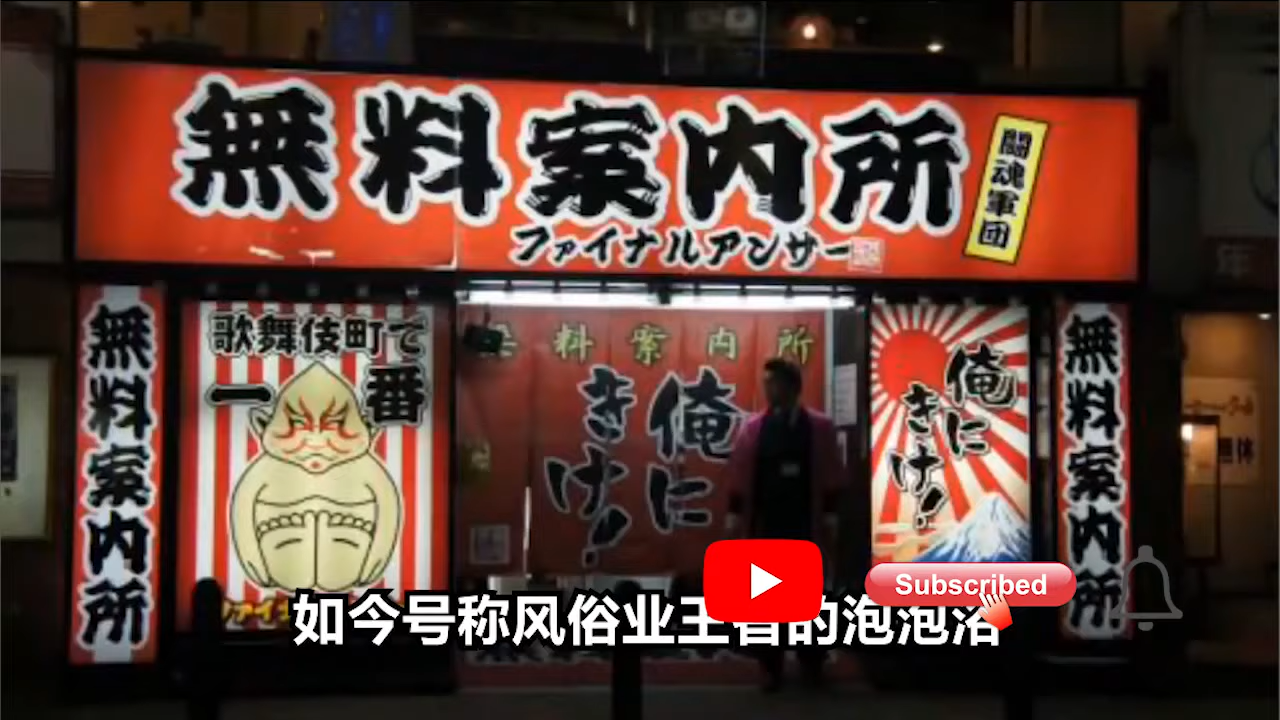 無料案内所
闘魂軍団
ファイナルアンサー
無料案内所
歌舞伎町で
一番
料案内所
俺に
きけ!
俺に
きけ!
無料案内所
Subscribed
如今号称风俗业王者的泡泡浴